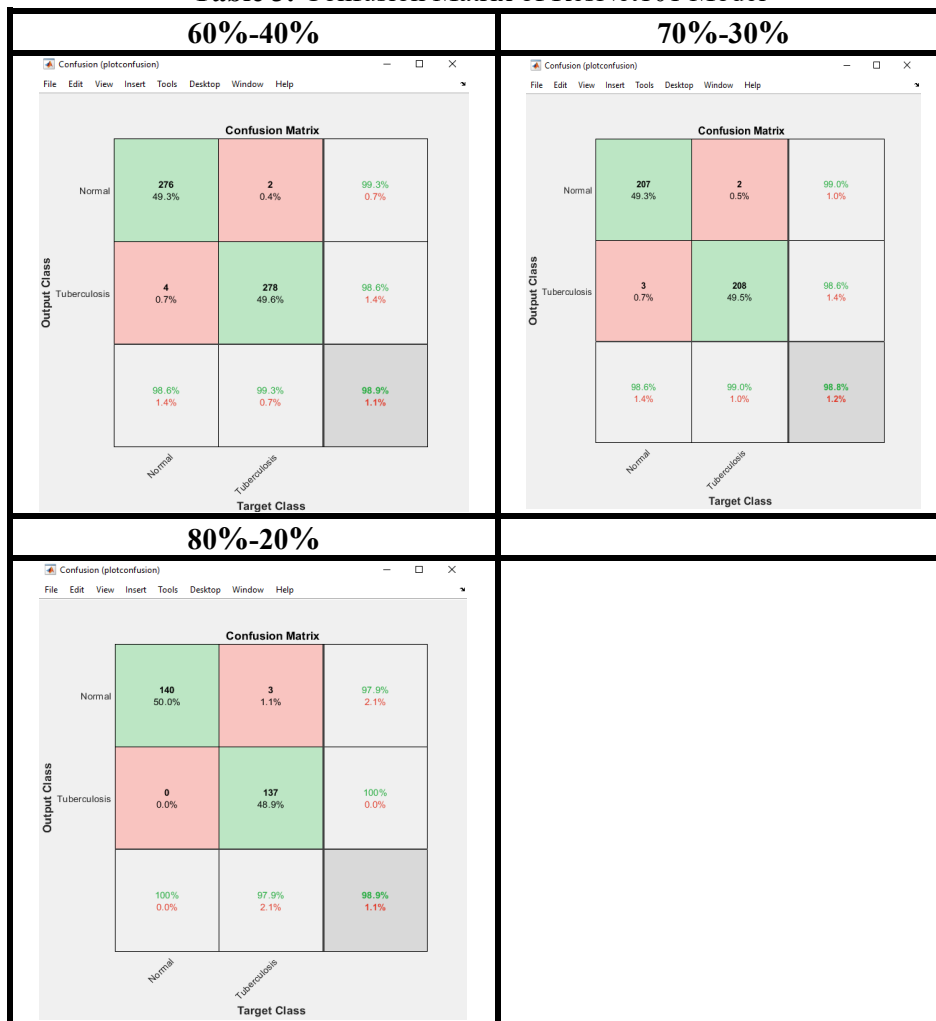 60%-40% 70%-30%
Confusion (plotconfusion)
File Edit View Insert Tools Desktop Window Help
Confusion Matrix
Normal 276 2 99.3%
49.3% 0.4% 0.7%
Output Class
Tuberculosis 4 278 98.6%
0.7% 49.6% 1.4%
98.6% 99.3% 98.9%
1.4% 0.7% 1.1%
Normal Tuberculosis
Target Class
Confusion (plotconfusion)
File Edit View Insert Tools Desktop Window Help
Confusion Matrix
Normal 207 2 99.0%
49.3% 0.5% 1.0%
Output Class
Tuberculosis 3 208 98.6%
0.7% 49.5% 1.4%
98.6% 99.0% 98.8%
1.4% 1.0% 1.2%
Normal Tuberculosis
Target Class
80%-20%
Confusion (plotconfusion)
File Edit View Insert Tools Desktop Window Help
Confusion Matrix
Normal 140 3 97.9%
50.0% 1.1% 2.1%
Output Class
Tuberculosis 0 137 100%
0.0% 48.9% 0.0%
100% 97.9% 98.9%
0.0% 2.1% 1.1%
Normal Tuberculosis
Target Class